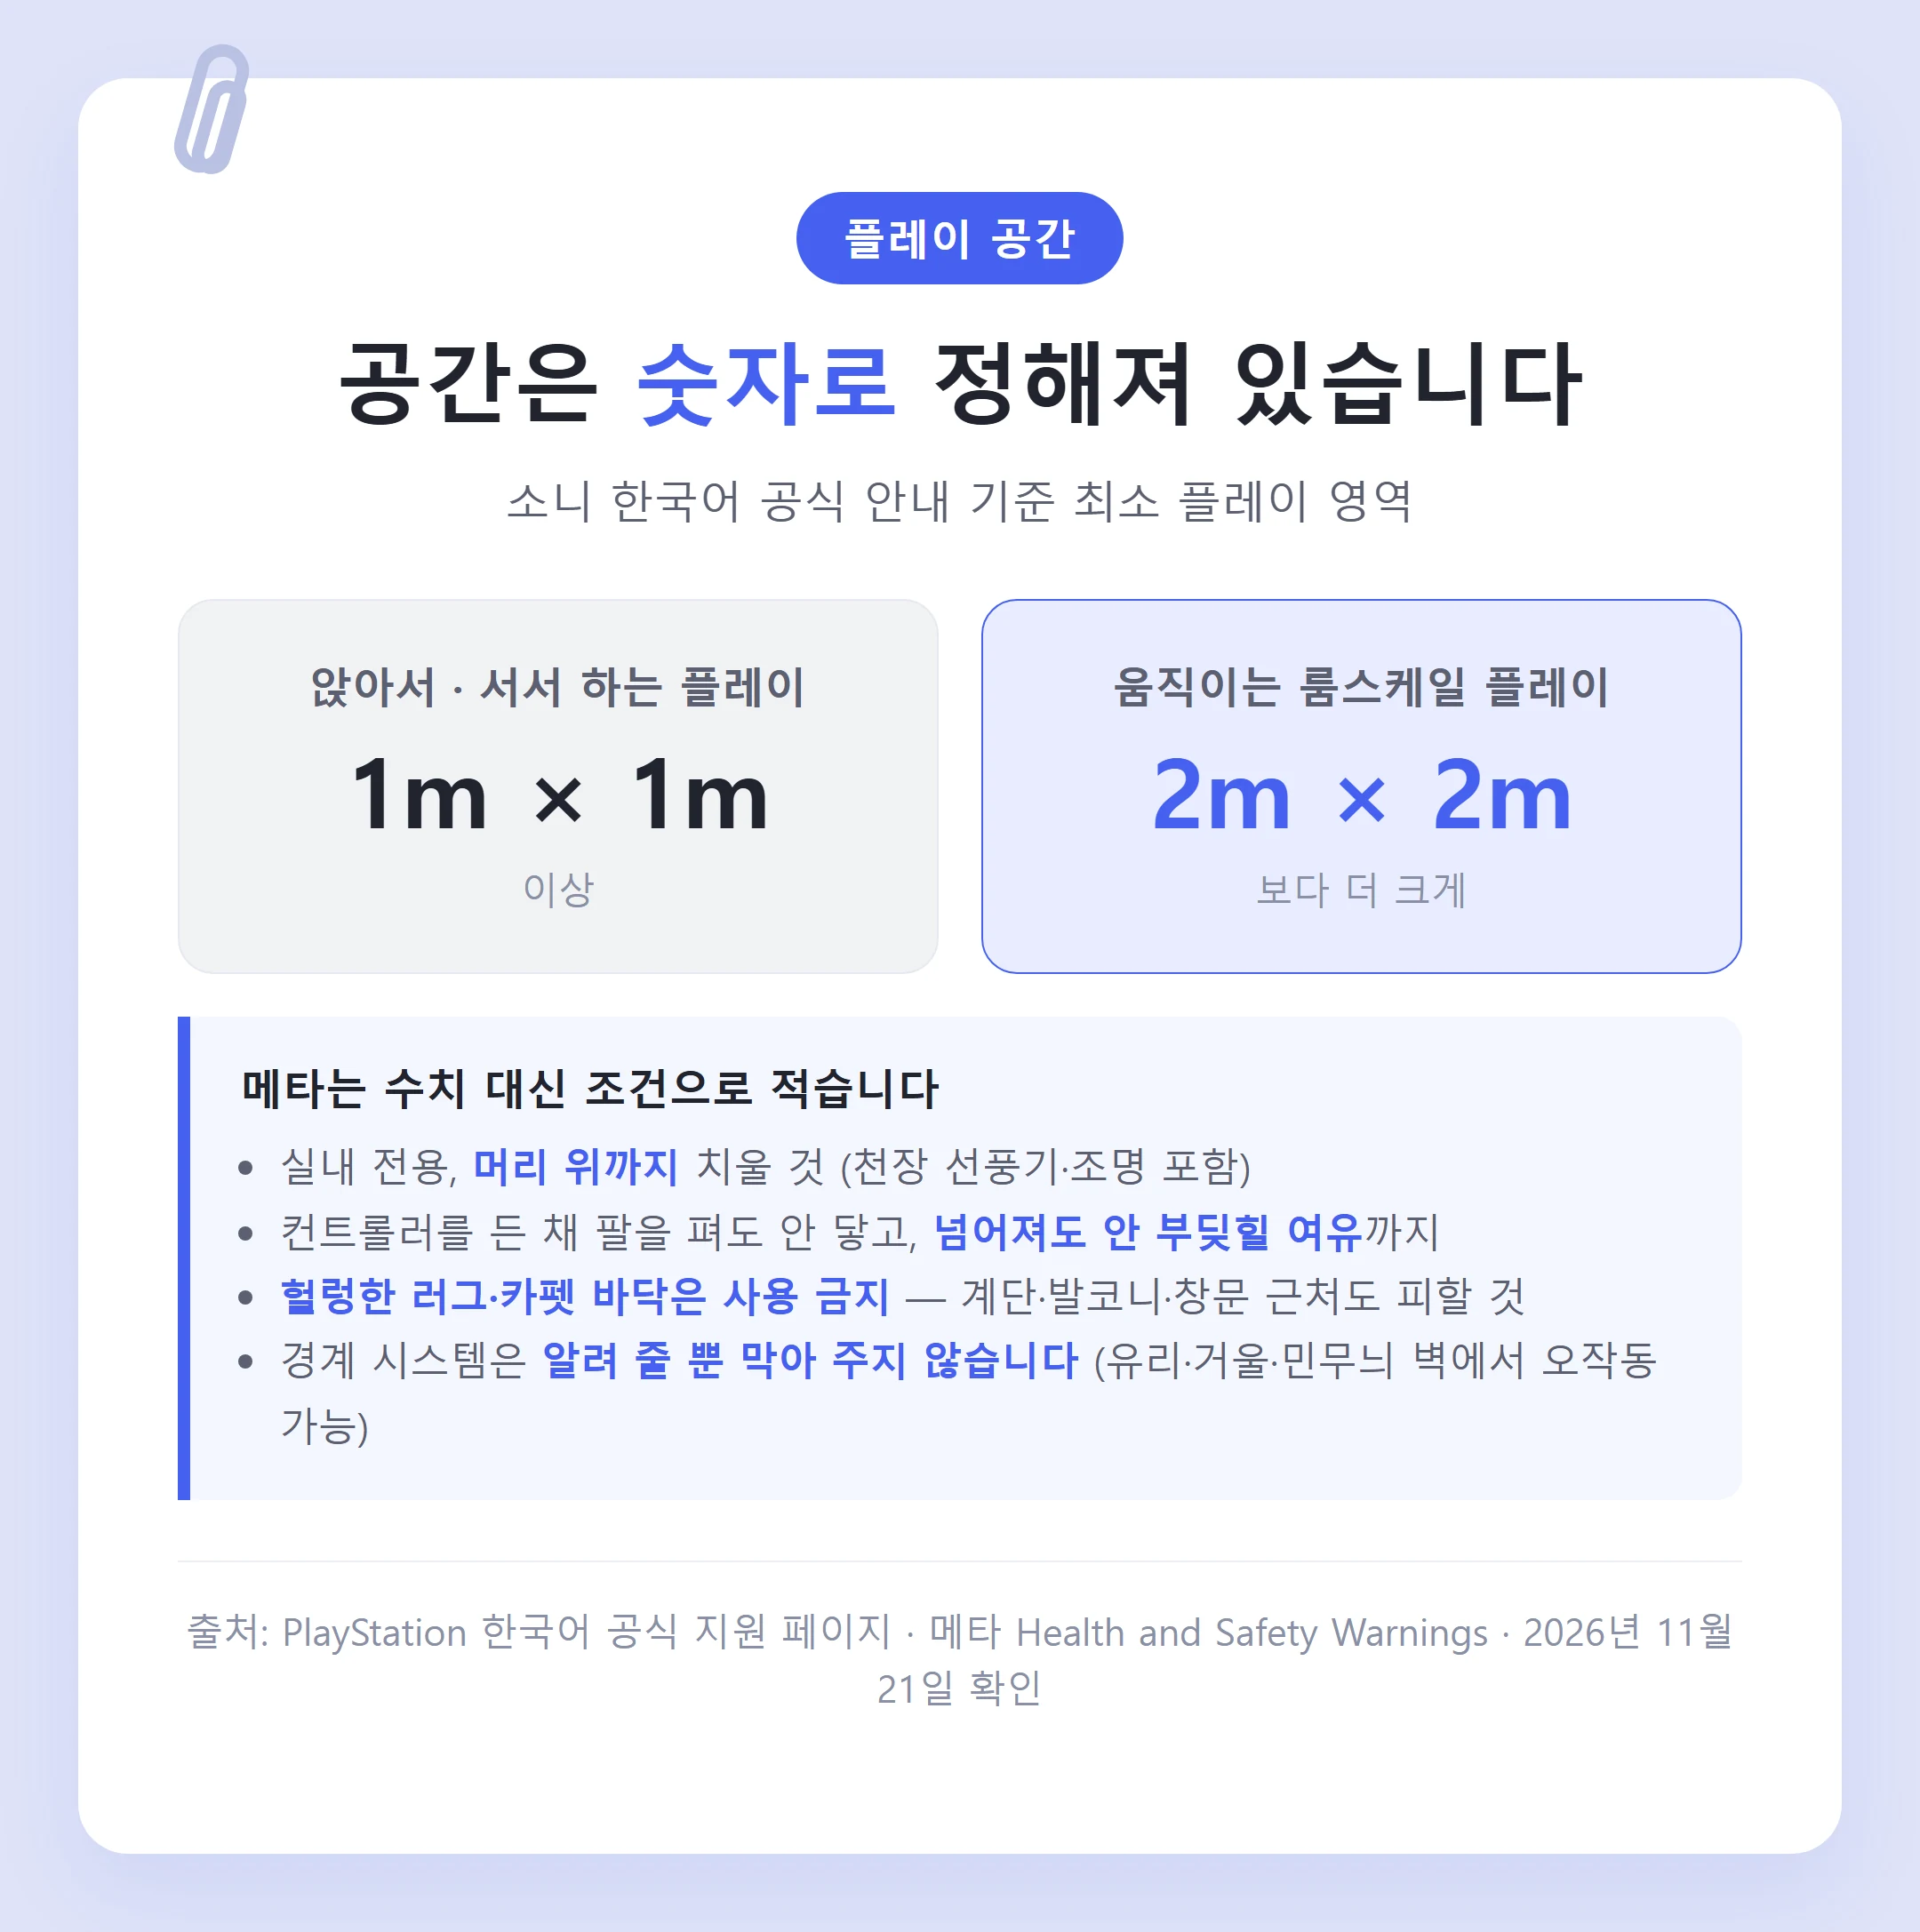 플레이 공간
공간은 숫자로 정해져 있습니다
소니 한국어 공식 안내 기준 최소 플레이 영역
앉아서 · 서서 하는 플레이
1m × 1m
이상
움직이는 룸스케일 플레이
2m × 2m
보다 더 크게
메타는 수치 대신 조건으로 적습니다
• 실내 전용, 머리 위까지 치울 것 (천장 선풍기·조명 포함)
• 컨트롤러를 든 채 팔을 펴도 안 닿고, 넘어져도 안 부딪힐 여유까지
• 헐렁한 러그·카펫 바닥은 사용 금지 — 계단·발코니·창문 근처도 피할 것
• 경계 시스템은 알려 줄 뿐 막아 주지 않습니다 (유리·거울·민무늬 벽에서 오작동
가능)
출처: PlayStation 한국어 공식 지원 페이지 · 메타 Health and Safety Warnings · 2026년 11월
21일 확인